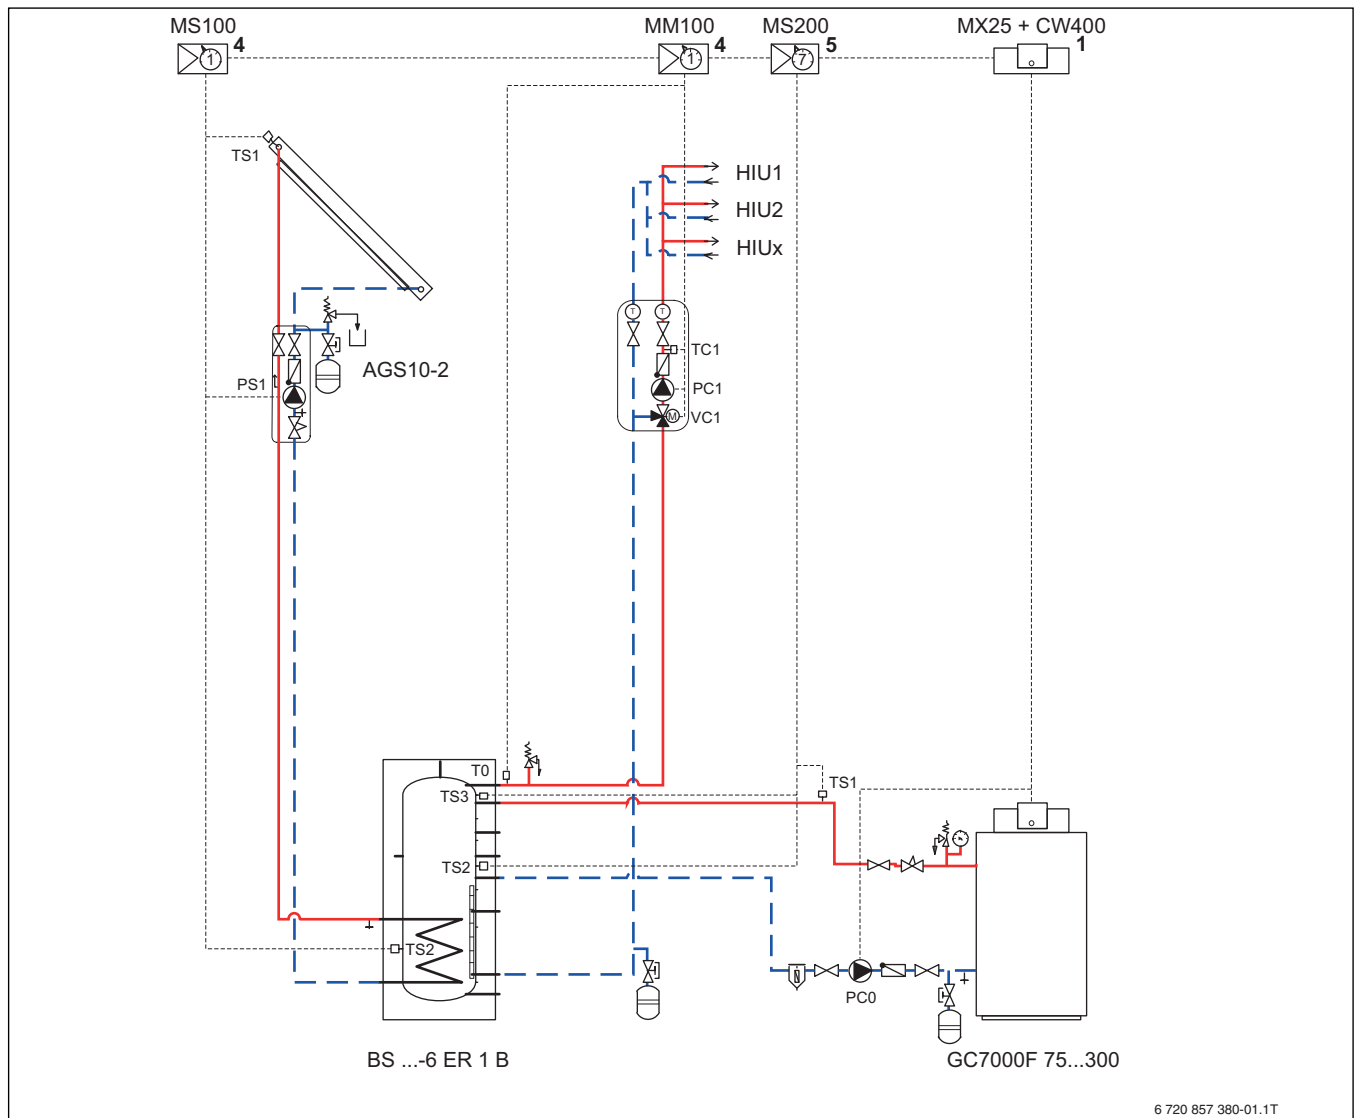 MS100 MM100 MS200 MX25 + CW400
4 4 5 1
1 1 7
TS1
HIU1
HIU2
HIUx
T T
TC1
AGS10-2
PS1
PC1
M VC1
T0
TS3
TS1
TS2
TS2
PC0
BS ...-6 ER 1 B
GC7000F 75...300
6 720 857 380-01.1T